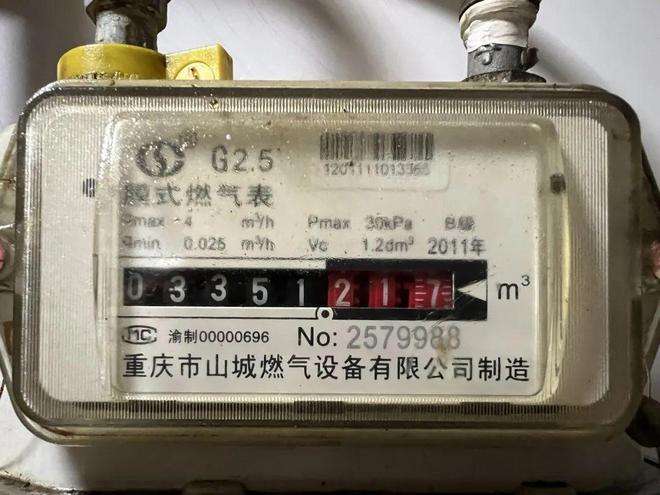 G2.5
膜式燃气表
Qmax 4 m³/h Pmax 30kPa B级
qmin 0.025 m³/h Vc 1.2dm³ 2011年
0 3 3 5 1 2 1 7 m³
MC 渝制00000696 No: 2579988
重庆市山城燃气设备有限公司制造